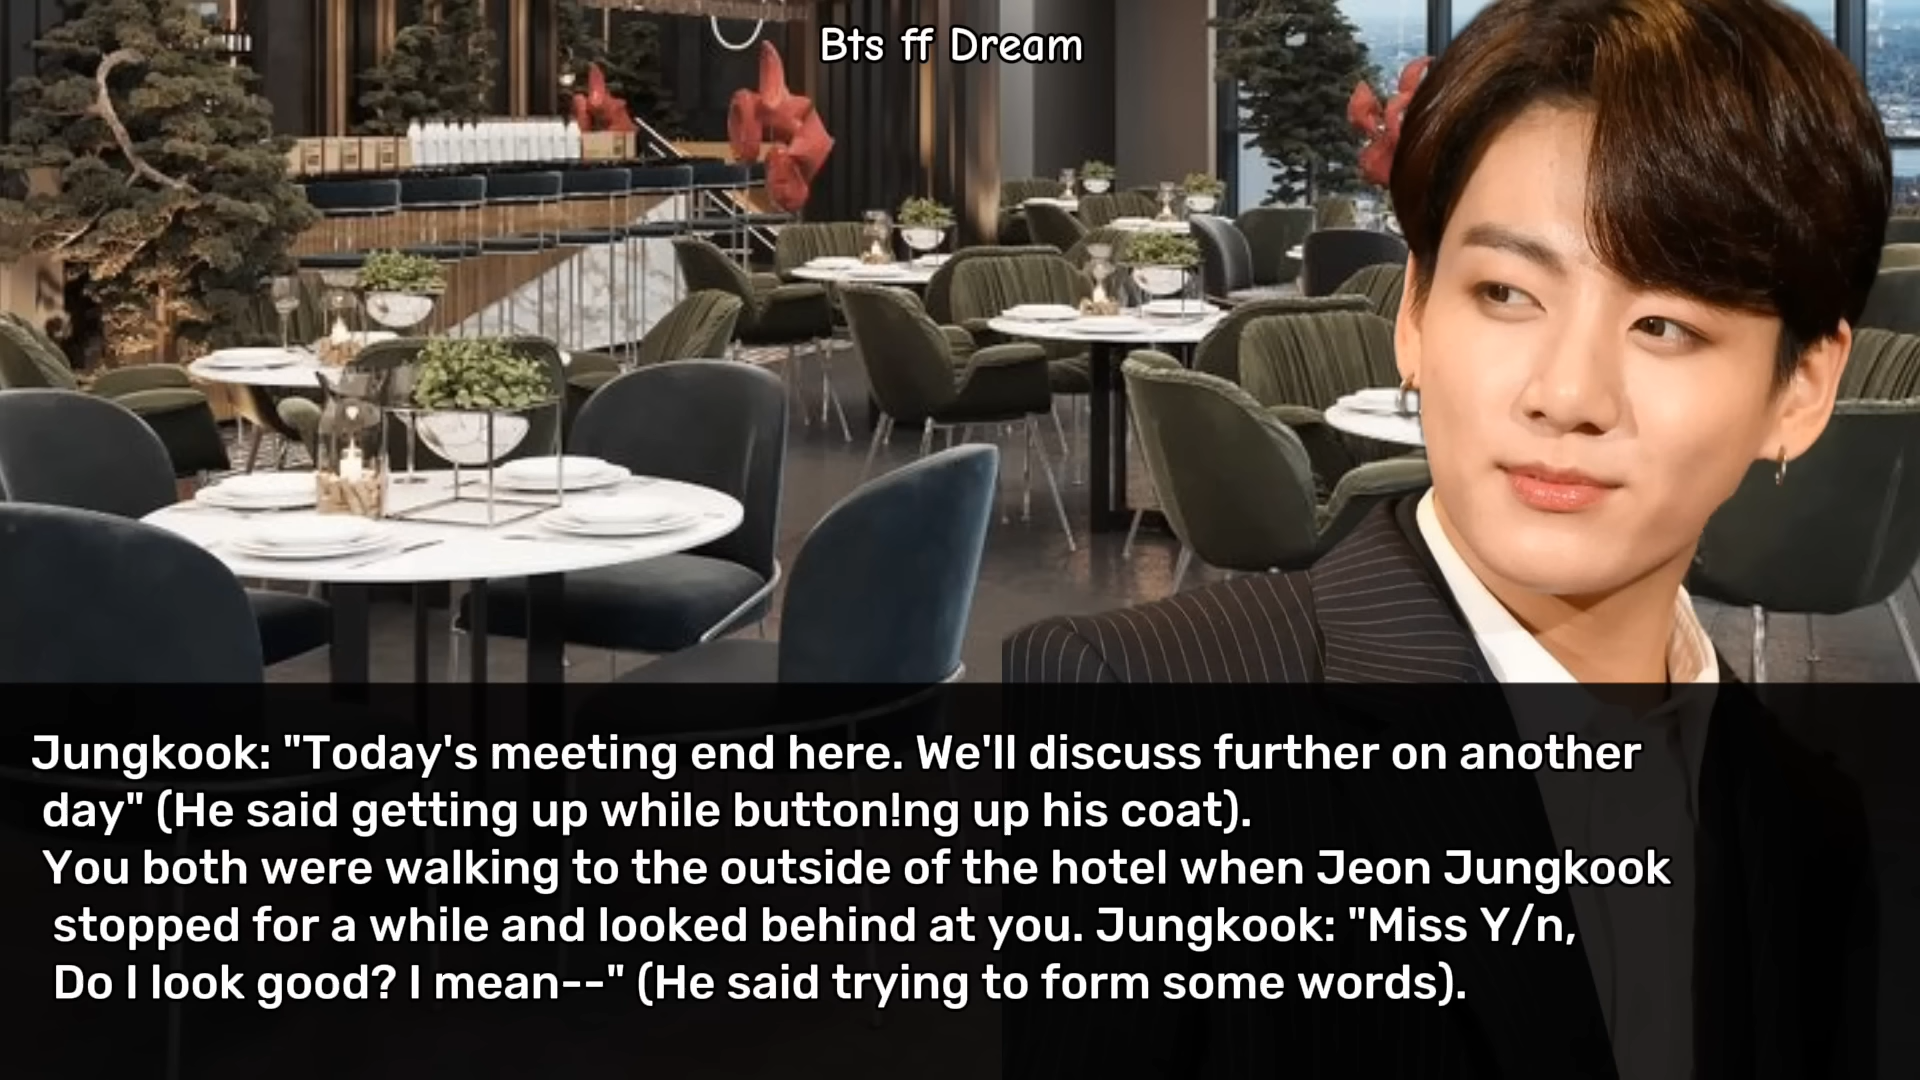 Bts ff Dream
Jungkook: "Today's meeting end here. We'll discuss further on another
day" (He said getting up while button!ng up his coat).
You both were walking to the outside of the hotel when Jeon Jungkook
stopped for a while and looked behind at you. Jungkook: "Miss Y/n,
Do I look good? I mean--" (He said trying to form some words).